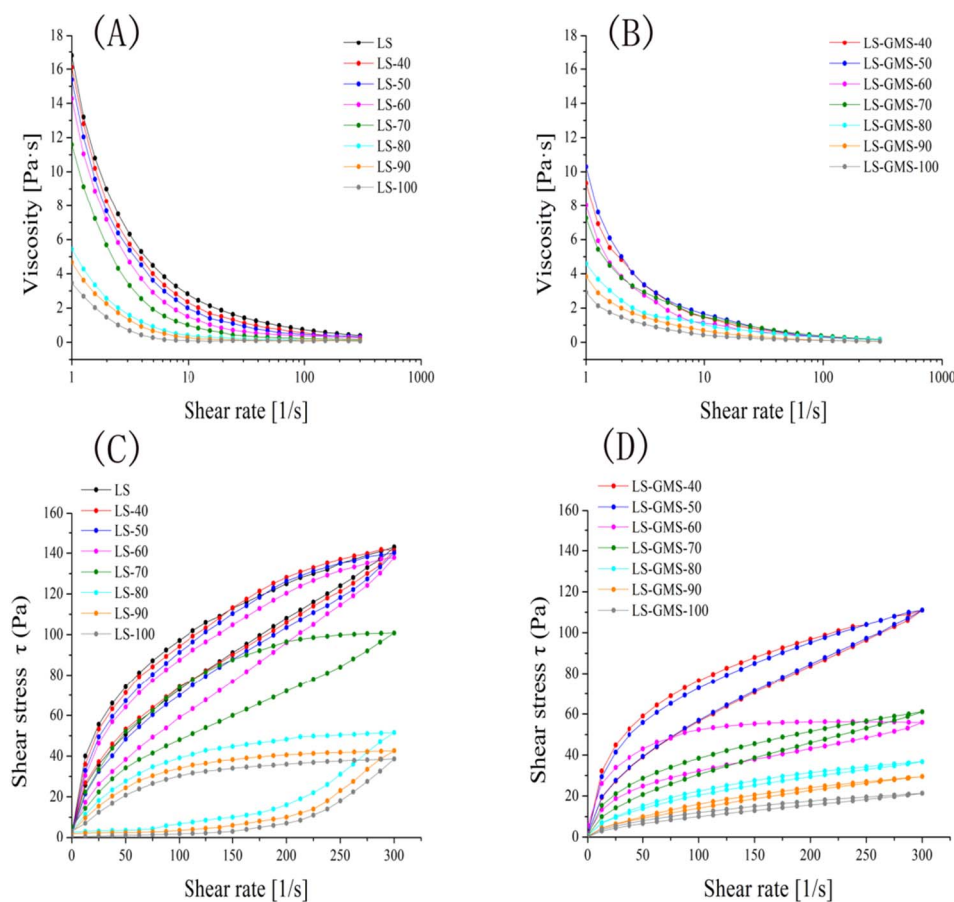 (A)
18
16
14
12
10
8
6
4
2
0
Viscosity [Pa·s]
LS
LS-40
LS-50
LS-60
LS-70
LS-80
LS-90
LS-100
1
10
100
1000
Shear rate [1/s]
(B)
18
16
14
12
10
8
6
4
2
0
Viscosity [Pa·s]
LS-GMS-40
LS-GMS-50
LS-GMS-60
LS-GMS-70
LS-GMS-80
LS-GMS-90
LS-GMS-100
1
10
100
1000
Shear rate [1/s]
(C)
LS
LS-40
LS-50
LS-60
LS-70
LS-80
LS-90
LS-100
160
140
120
100
80
60
40
20
0
Shear stress τ (Pa)
0
50
100
150
200
250
300
Shear rate [1/s]
(D)
LS-GMS-40
LS-GMS-50
LS-GMS-60
LS-GMS-70
LS-GMS-80
LS-GMS-90
LS-GMS-100
160
140
120
100
80
60
40
20
0
Shear stress τ (Pa)
0
50
100
150
200
250
300
Shear rate [1/s]